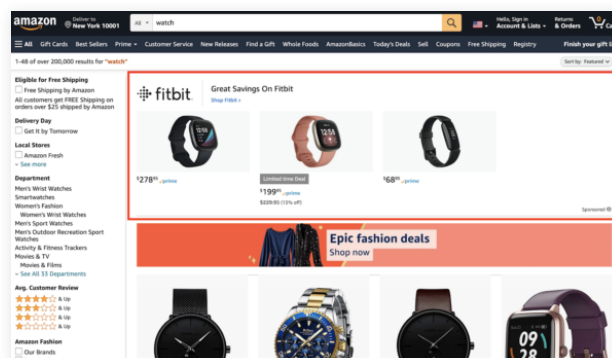 amazon
Deliver to
New York 10001
All
watch
Hello, Sign in
Account & Lists
Returns
& Orders
Ca
All
Gift Cards
Best Sellers
Prime
Customer Service
New Releases
Find a Gift
Whole Foods
AmazonBasics
Today's Deals
Sell
Coupons
Free Shipping
Registry
Finish your gift l
1-48 of over 200,000 results for "watch"
Sort by: Featured
Eligible for Free Shipping
Free Shipping by Amazon
All customers get FREE Shipping on
orders over $25 shipped by Amazon
Delivery Day
Get It by Tomorrow
Local Stores
Amazon Fresh
See more
Department
Men's Wrist Watches
Smartwatches
Women's Fashion
Women's Wrist Watches
Men's Sport Watches
Men's Outdoor Recreation Sport
Watches
Activity & Fitness Trackers
Movies & TV
Movies & Films
See All 33 Departments
Avg. Customer Review
& Up
& Up
& Up
& Up
Amazon Fashion
Our Brands
fitbit
Great Savings On Fitbit
Shop Fitbit ›
$278⁹⁵ prime
Limited time Deal
$199⁹⁵ prime
$229.95 (13% off)
$68⁹⁵ prime
Sponsored
Epic fashion deals
Shop now
09
28